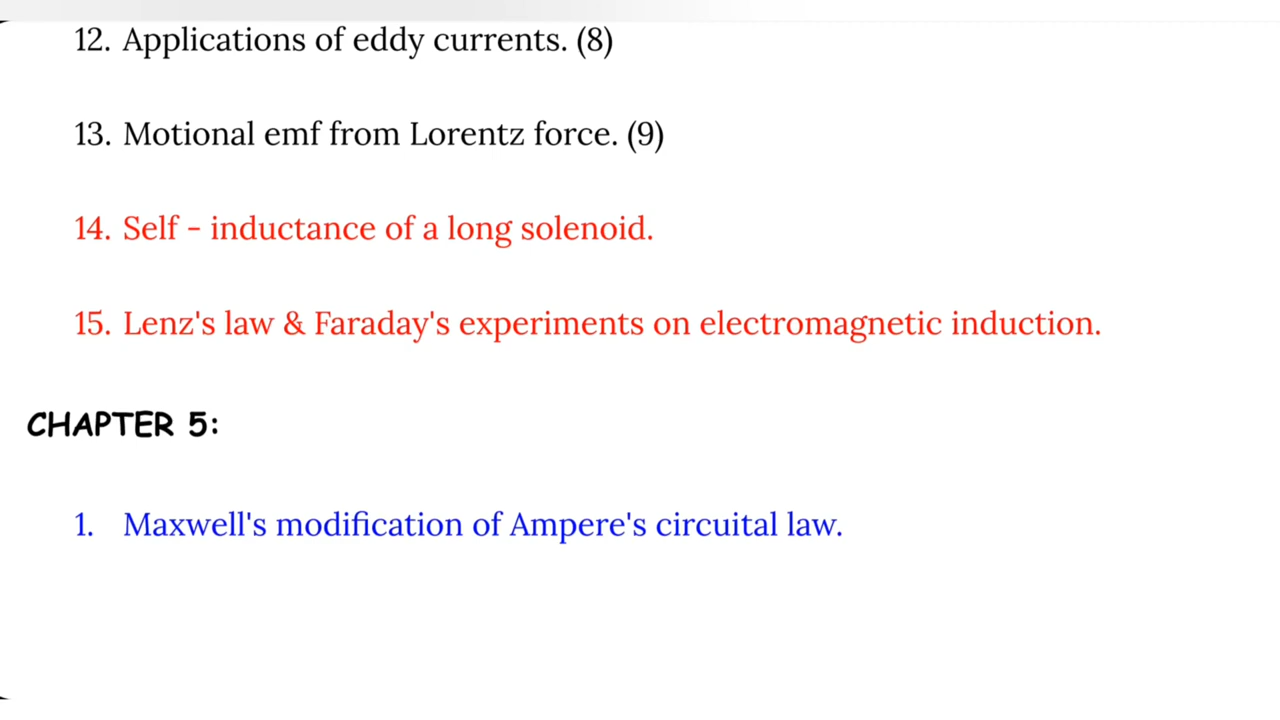 12. Applications of eddy currents. (8)
13. Motional emf from Lorentz force. (9)
14. Self - inductance of a long solenoid.
15. Lenz's law & Faraday's experiments on electromagnetic induction.
CHAPTER 5:
1. Maxwell's modification of Ampere's circuital law.